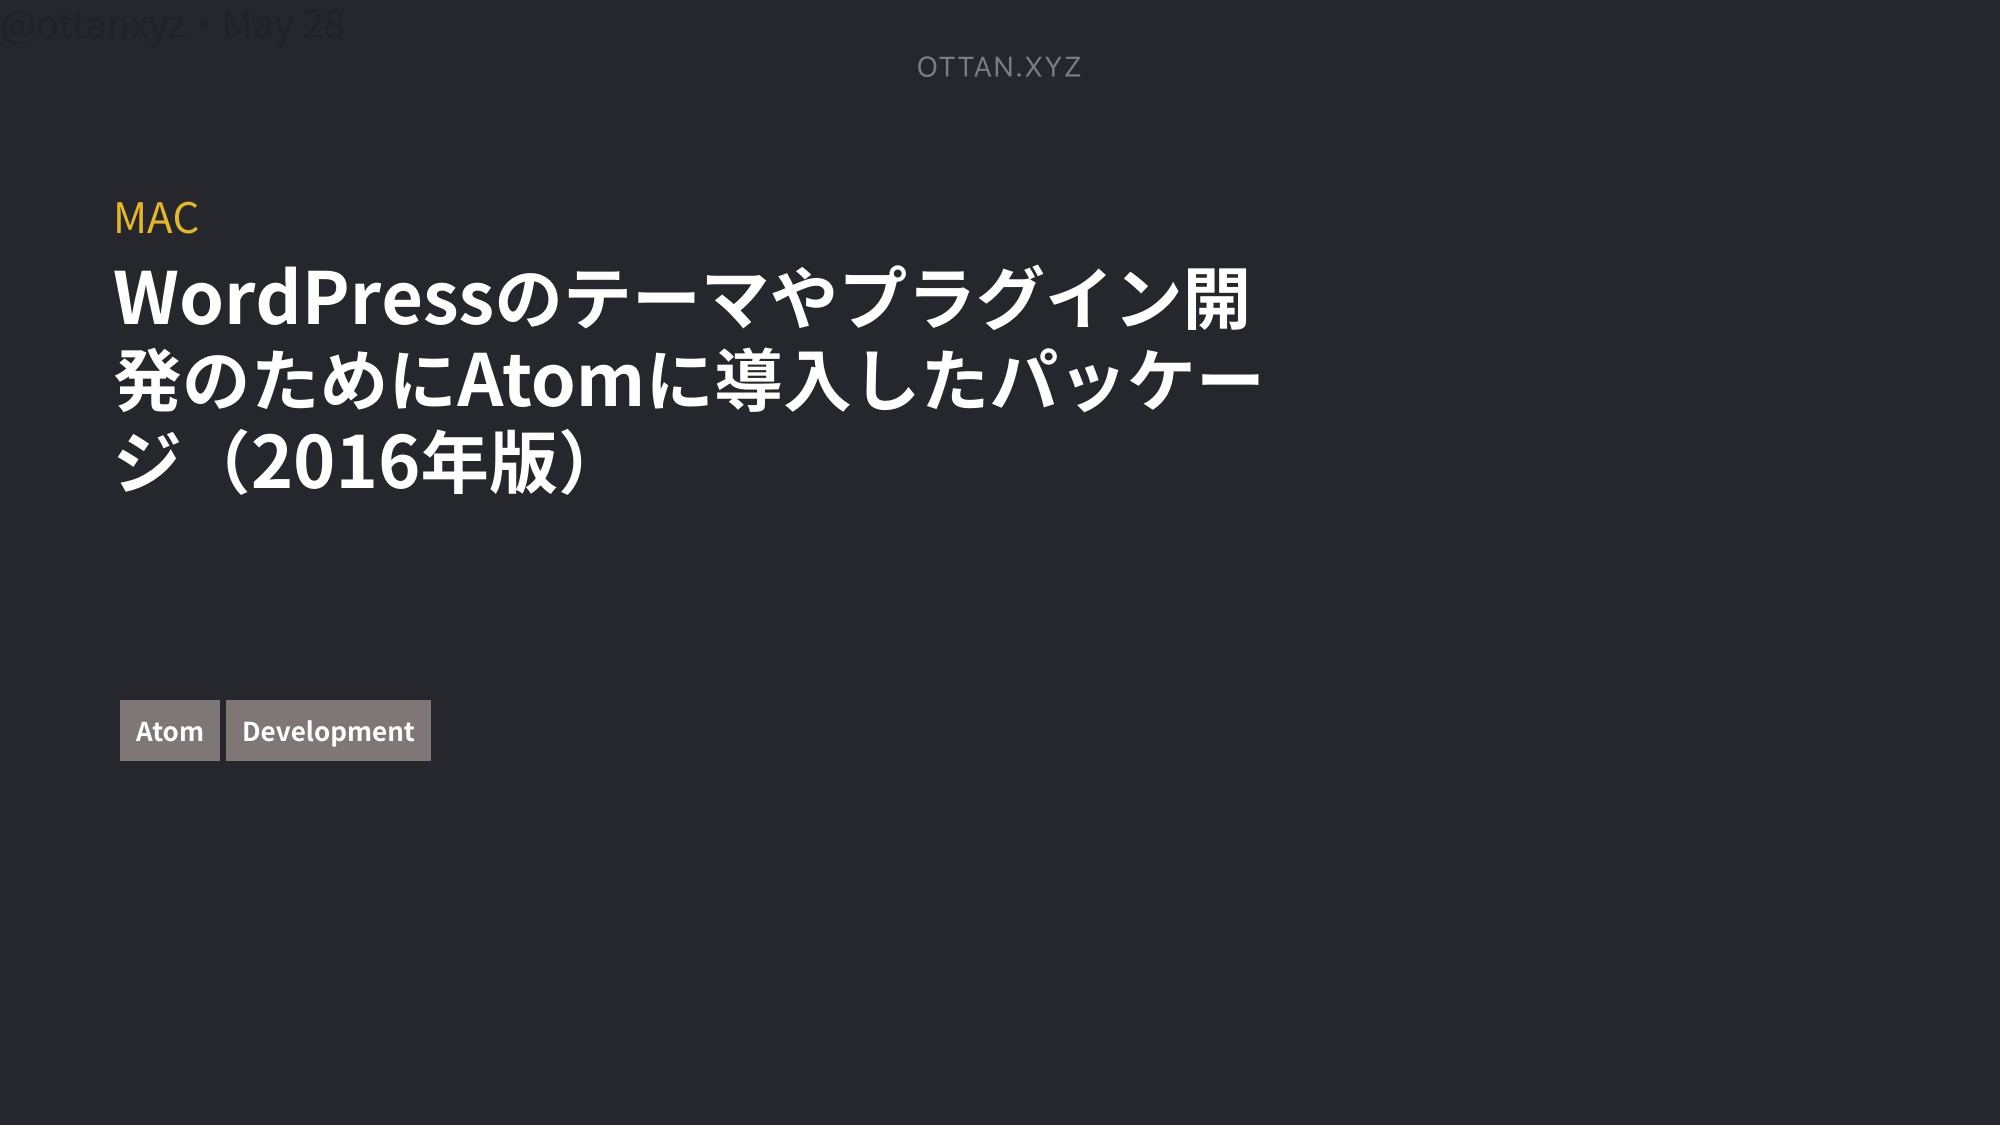 @ottanxyz・May 28
OTTAN.XYZ
MAC
WordPressのテーマやプラグイン開
発のためにAtomに導入したパッケー
ジ（2016年版）
Atom Development